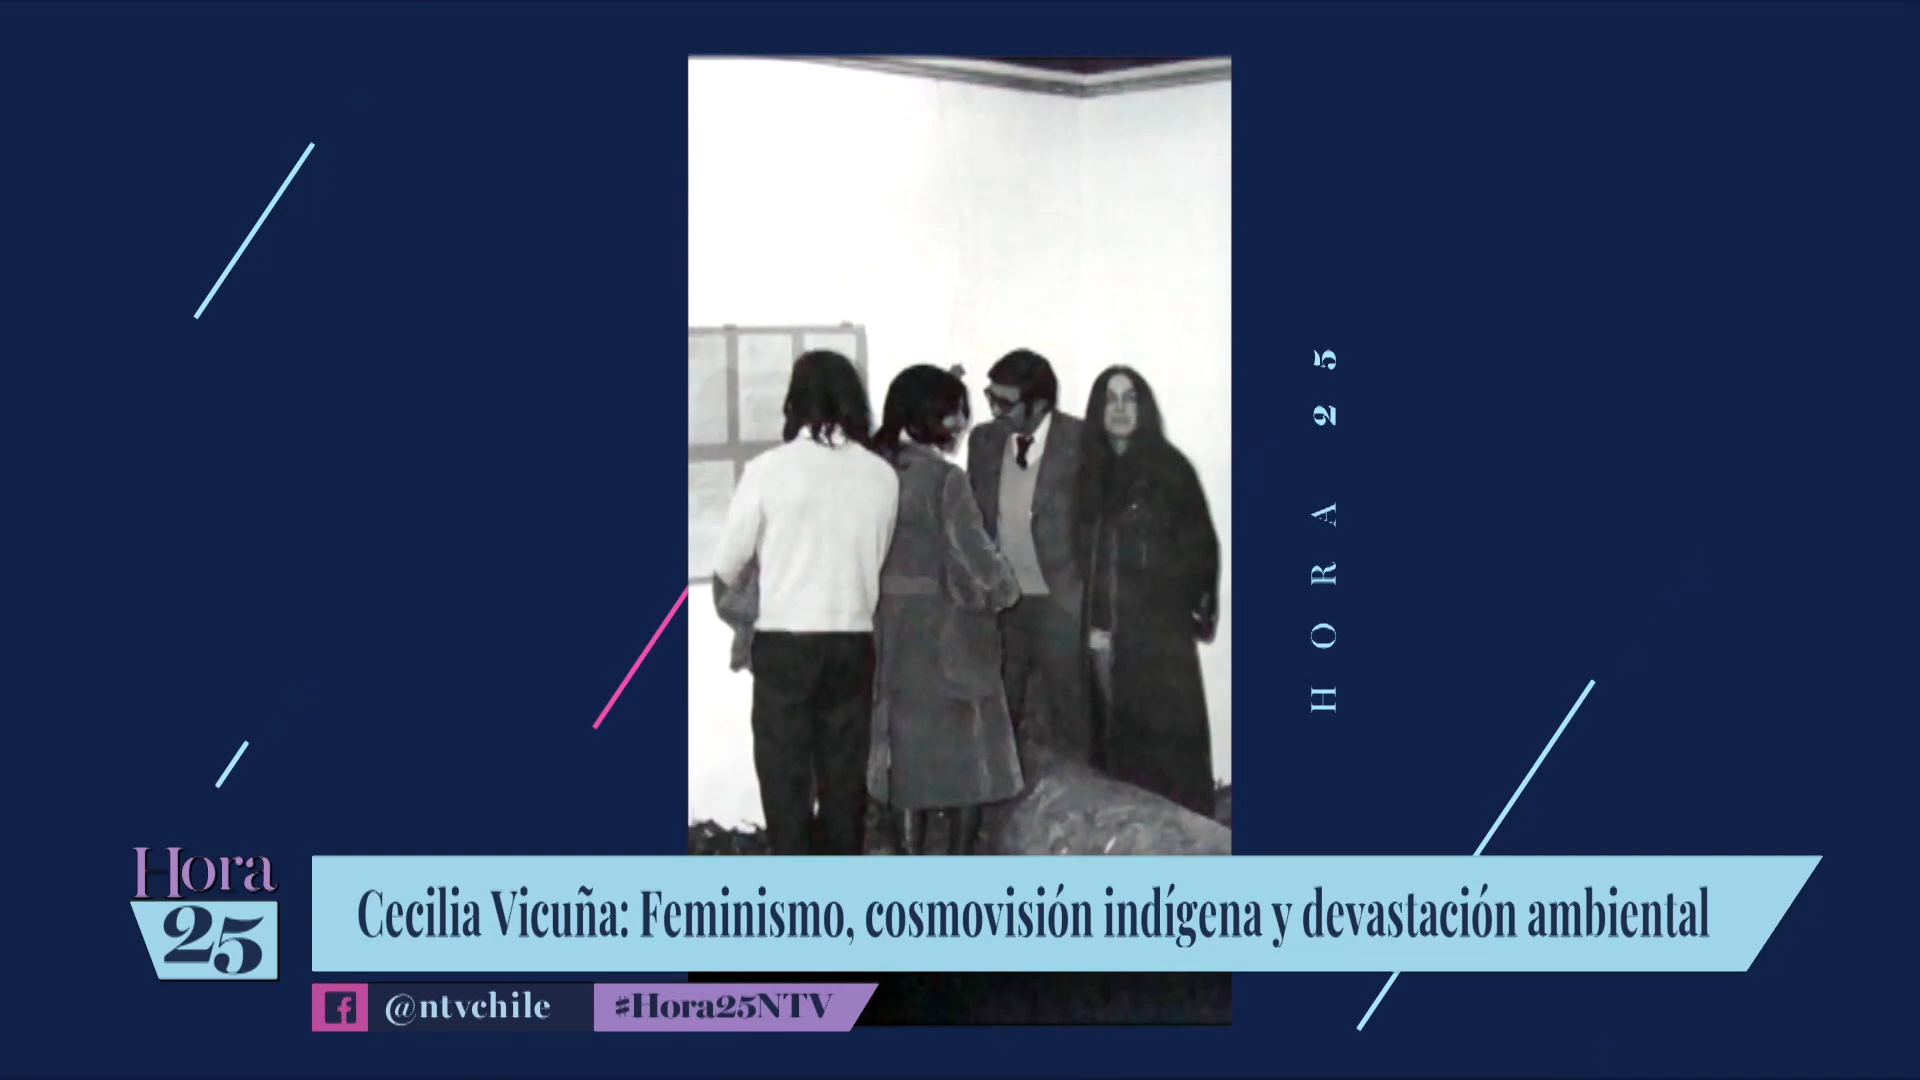 HORA 25
Hora
25
Cecilia Vicuña: Feminismo, cosmovisión indígena y devastación ambiental
@ntvchile
#Hora25NTV